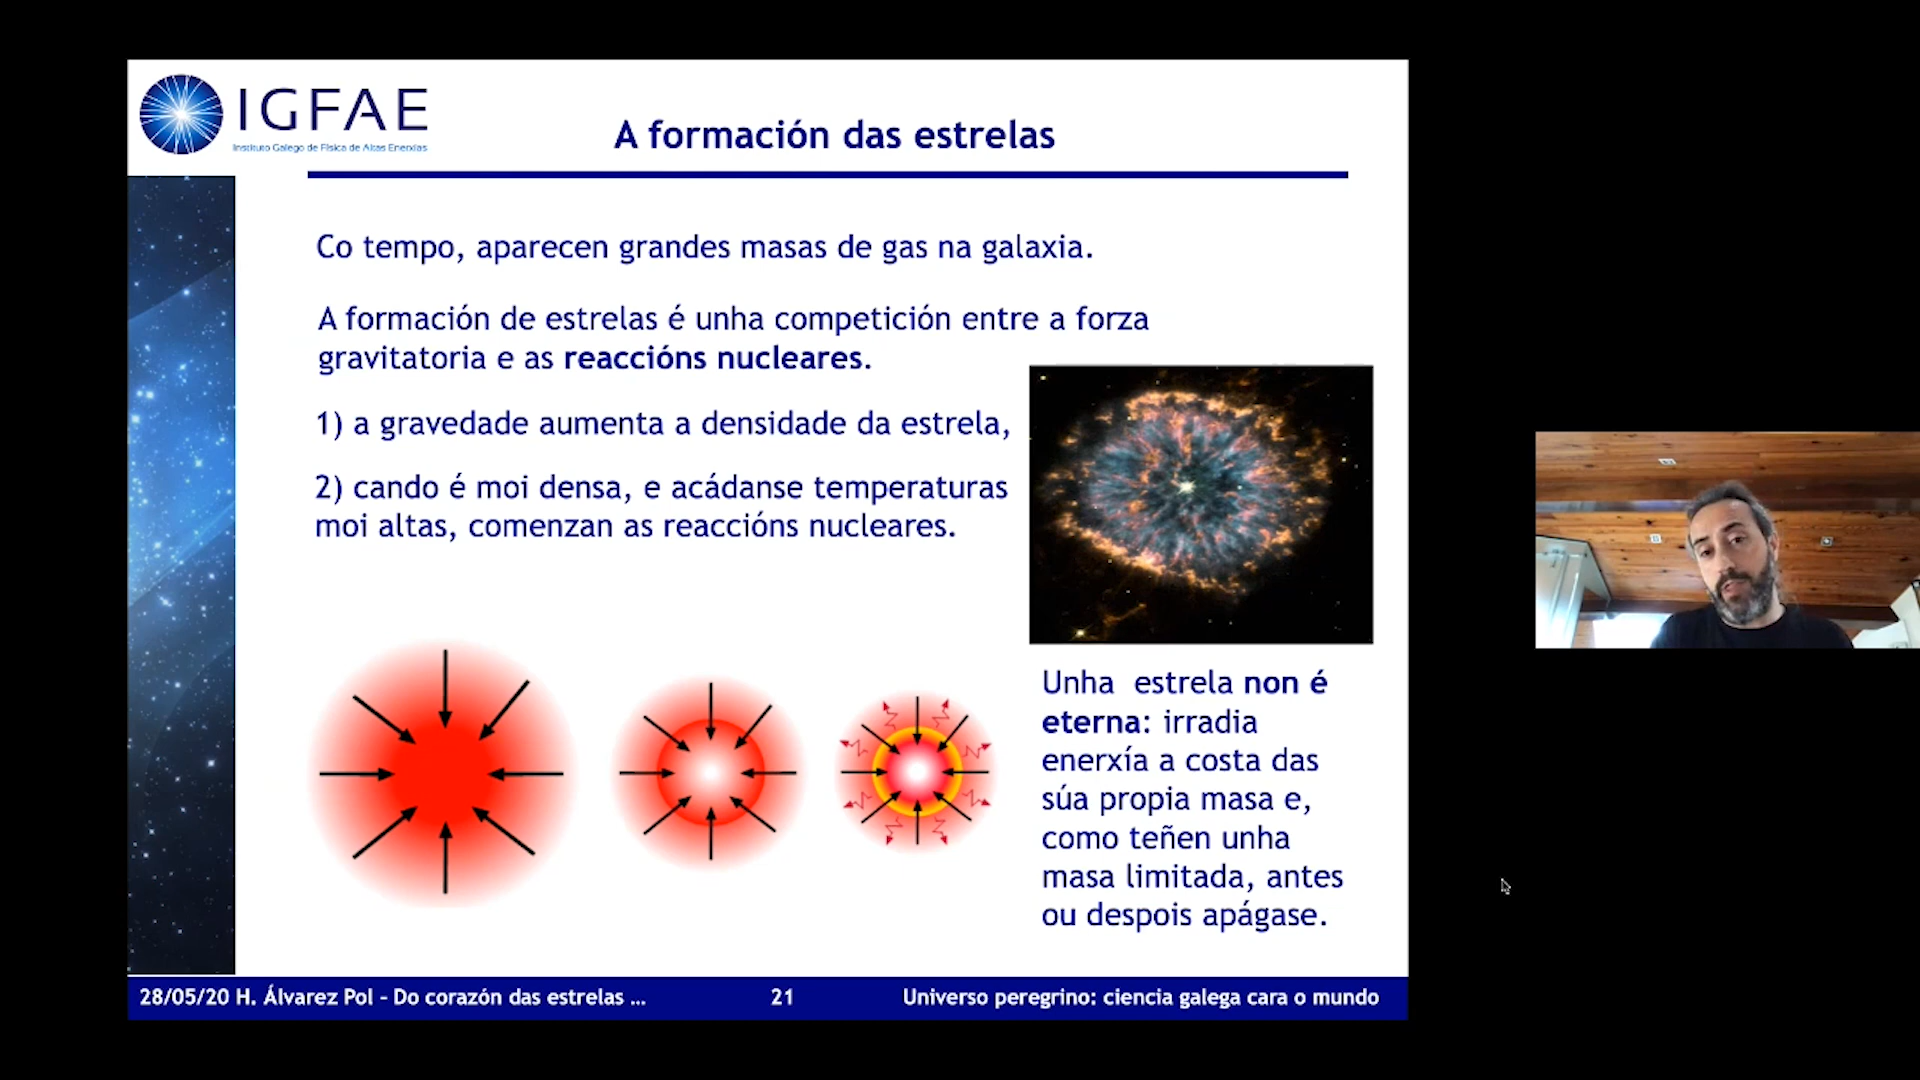 IGFAE
Instituto Galego de Física de Altas Enerxías
A formación das estrelas
Co tempo, aparecen grandes masas de gas na galaxia.
A formación de estrelas é unha competición entre a forza
gravitatoria e as reaccións nucleares.
1) a gravedade aumenta a densidade da estrela,
2) cando é moi densa, e acádanse temperaturas
moi altas, comenzan as reaccións nucleares.
Unha estrela non é
eterna: irradia
enerxía a costa das
súa propia masa e,
como teñen unha
masa limitada, antes
ou despois apágase.
28/05/20 H. Álvarez Pol - Do corazón das estrelas ...
21
Universo peregrino: ciencia galega cara o mundo